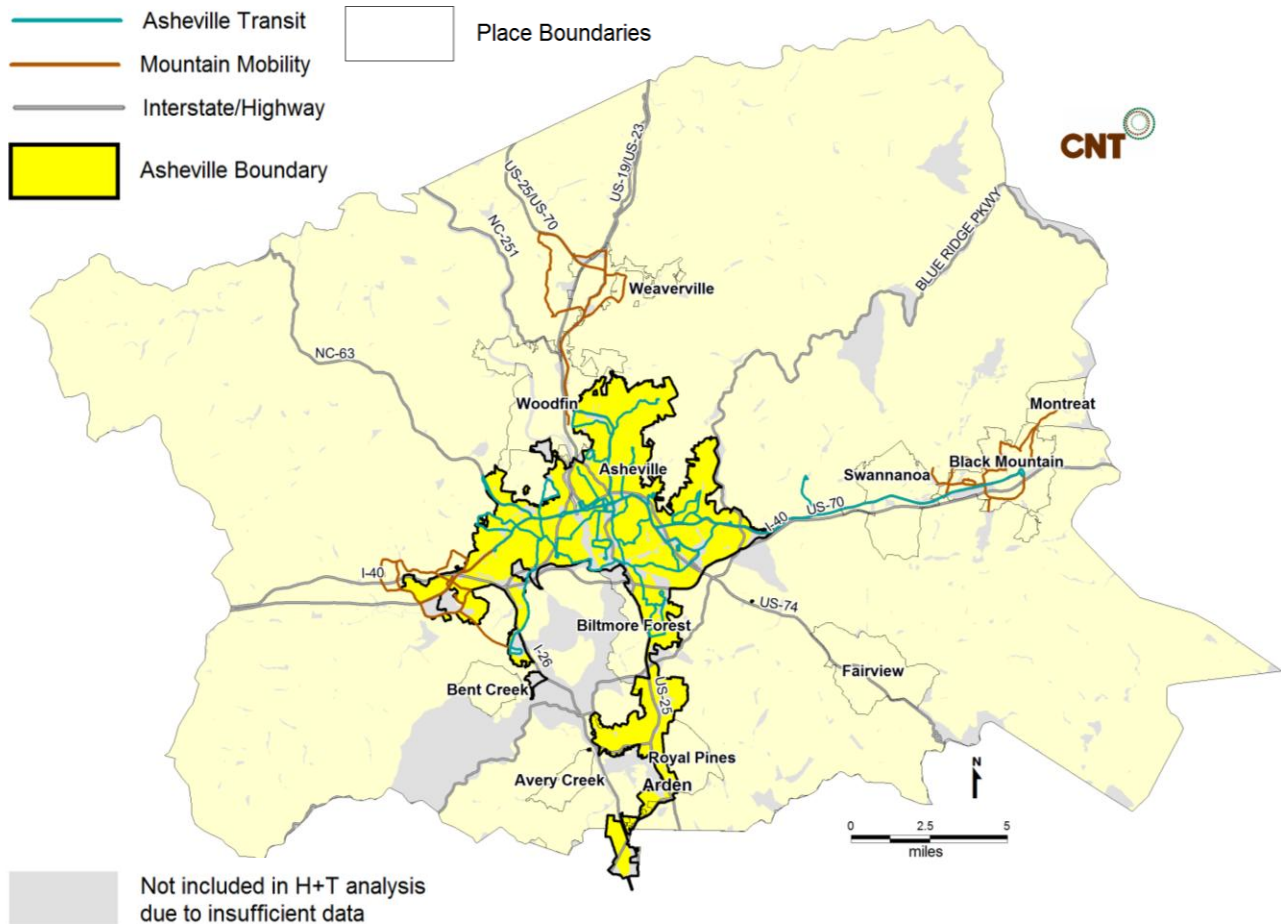 Asheville Transit
Place Boundaries
Mountain Mobility
Interstate/Highway
CNT
Asheville Boundary
US-25/US-70
US-19/US-23
NC-251
BLUE RIDGE PKWY
Weaverville
NC-63
Woodfin
Montreat
Asheville
Swannanoa
Black Mountain
I-40
US-70
I-40
US-74
Biltmore Forest
I-26
Fairview
Bent Creek
US-25
Royal Pines
Avery Creek
Arden
N
0 2.5 5
miles
Not included in H+T analysis
due to insufficient data